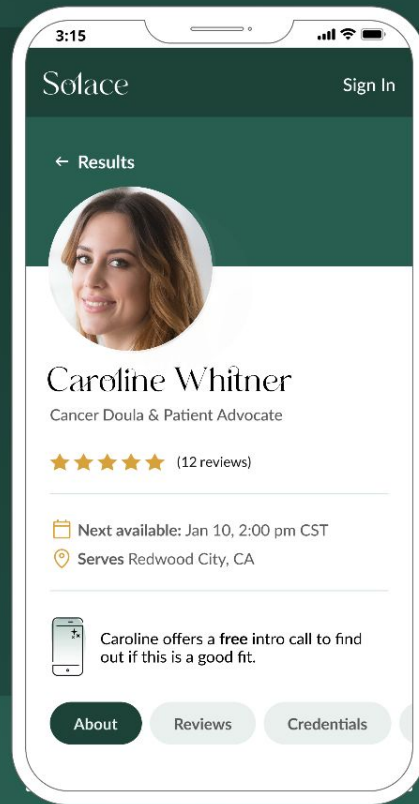 3:15
Solace
Sign In
← Results
Caroline Whitner
Cancer Doula & Patient Advocate
(12 reviews)
Next available: Jan 10, 2:00 pm CST
Serves Redwood City, CA
Caroline offers a free intro call to find
out if this is a good fit.
About Reviews Credentials